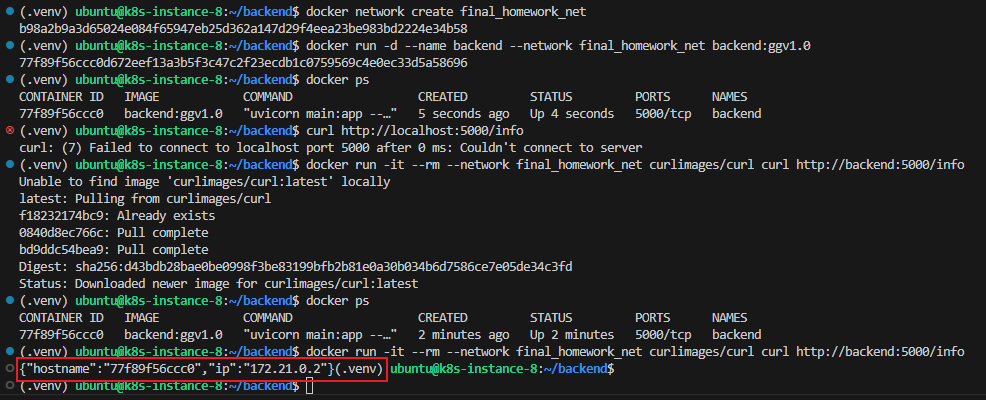 (.venv) ubuntu@k8s-instance-8:~/backend$ docker network create final_homework_net
b98a2b9a3d65024e084f65947eb25d362a147d29f4eea23be983bd2224e34b58
(.venv) ubuntu@k8s-instance-8:~/backend$ docker run -d --name backend --network final_homework_net backend:ggv1.0
77f89f56ccc0d672eef13a3b5f3c47c2f23ecdb1c0759569c4e0ec33d5a58696
(.venv) ubuntu@k8s-instance-8:~/backend$ docker ps
CONTAINER ID   IMAGE            COMMAND                  CREATED         STATUS         PORTS      NAMES
77f89f56ccc0   backend:ggv1.0   "uvicorn main:app --…"   5 seconds ago   Up 4 seconds   5000/tcp   backend
(.venv) ubuntu@k8s-instance-8:~/backend$ curl http://localhost:5000/info
curl: (7) Failed to connect to localhost port 5000 after 0 ms: Couldn't connect to server
(.venv) ubuntu@k8s-instance-8:~/backend$ docker run -it --rm --network final_homework_net curlimages/curl curl http://backend:5000/info
Unable to find image 'curlimages/curl:latest' locally
latest: Pulling from curlimages/curl
f18232174bc9: Already exists
0840d8ec766c: Pull complete
bd9ddc54bea9: Pull complete
Digest: sha256:d43bdb28bae0be0998f3be83199bfb2b81e0a30b034b6d7586ce7e05de34c3fd
Status: Downloaded newer image for curlimages/curl:latest
(.venv) ubuntu@k8s-instance-8:~/backend$ docker ps
CONTAINER ID   IMAGE            COMMAND                  CREATED         STATUS         PORTS      NAMES
77f89f56ccc0   backend:ggv1.0   "uvicorn main:app --…"   2 minutes ago   Up 2 minutes   5000/tcp   backend
(.venv) ubuntu@k8s-instance-8:~/backend$ docker run -it --rm --network final_homework_net curlimages/curl curl http://backend:5000/info
{"hostname":"77f89f56ccc0","ip":"172.21.0.2"}(.venv) ubuntu@k8s-instance-8:~/backend$
(.venv) ubuntu@k8s-instance-8:~/backend$